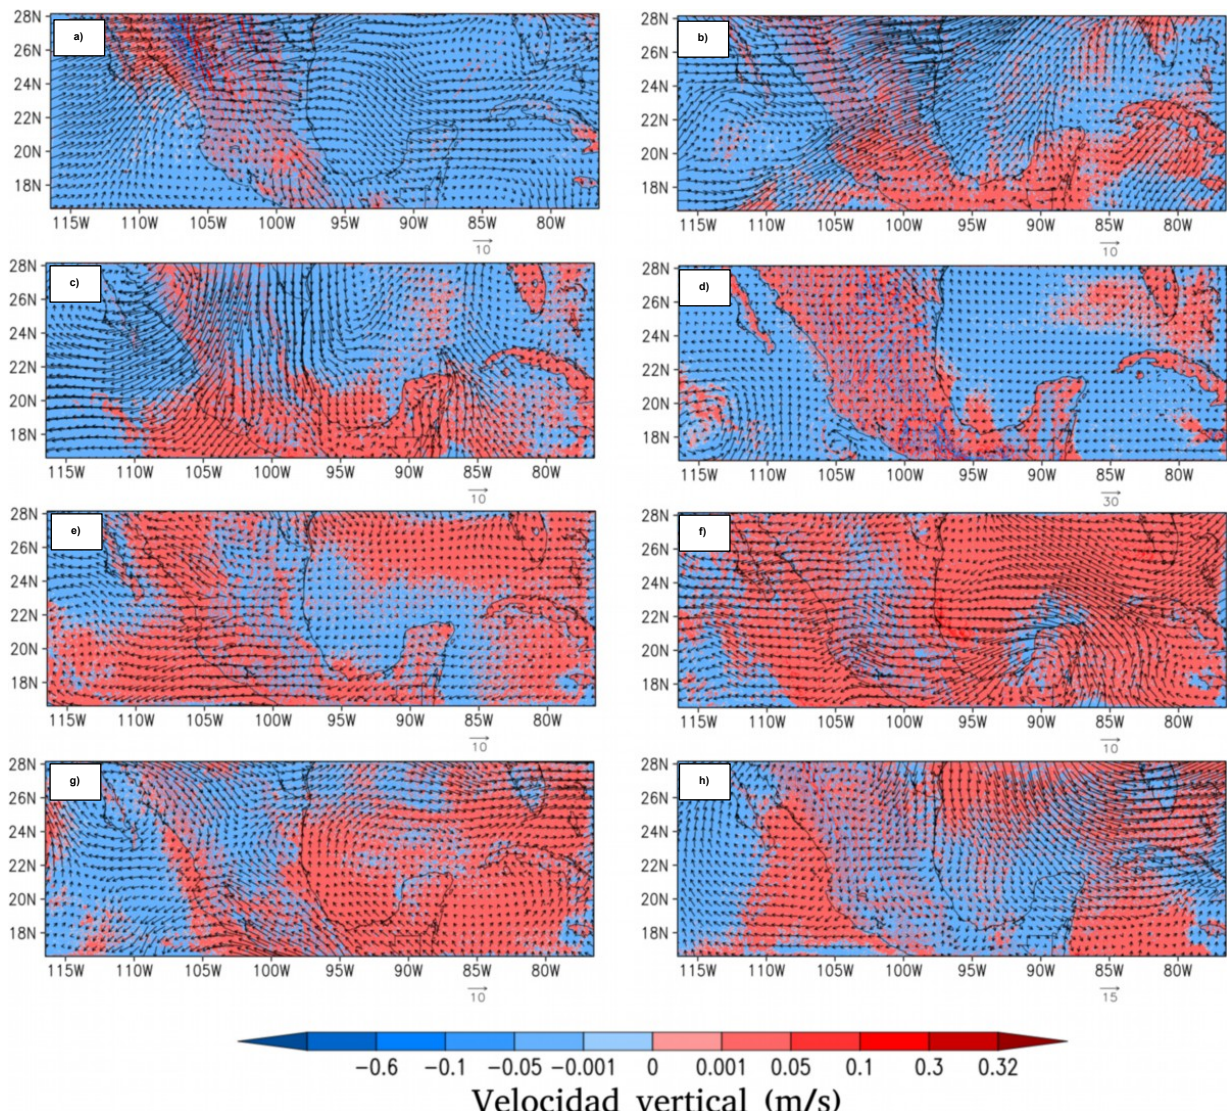 a)
28N
26N
24N
22N
20N
18N
115W 110W 105W 100W 95W 90W 85W 80W
10
b)
28N
26N
24N
22N
20N
18N
115W 110W 105W 100W 95W 90W 85W 80W
10
c)
28N
26N
24N
22N
20N
18N
115W 110W 105W 100W 95W 90W 85W 80W
10
d)
28N
26N
24N
22N
20N
18N
115W 110W 105W 100W 95W 90W 85W 80W
30
e)
28N
26N
24N
22N
20N
18N
115W 110W 105W 100W 95W 90W 85W 80W
10
f)
28N
26N
24N
22N
20N
18N
115W 110W 105W 100W 95W 90W 85W 80W
10
g)
28N
26N
24N
22N
20N
18N
115W 110W 105W 100W 95W 90W 85W 80W
10
h)
28N
26N
24N
22N
20N
18N
115W 110W 105W 100W 95W 90W 85W 80W
15
−0.6 −0.1 −0.05 −0.001 0 0.001 0.05 0.1 0.3 0.32
Velocidad vertical (m/s)